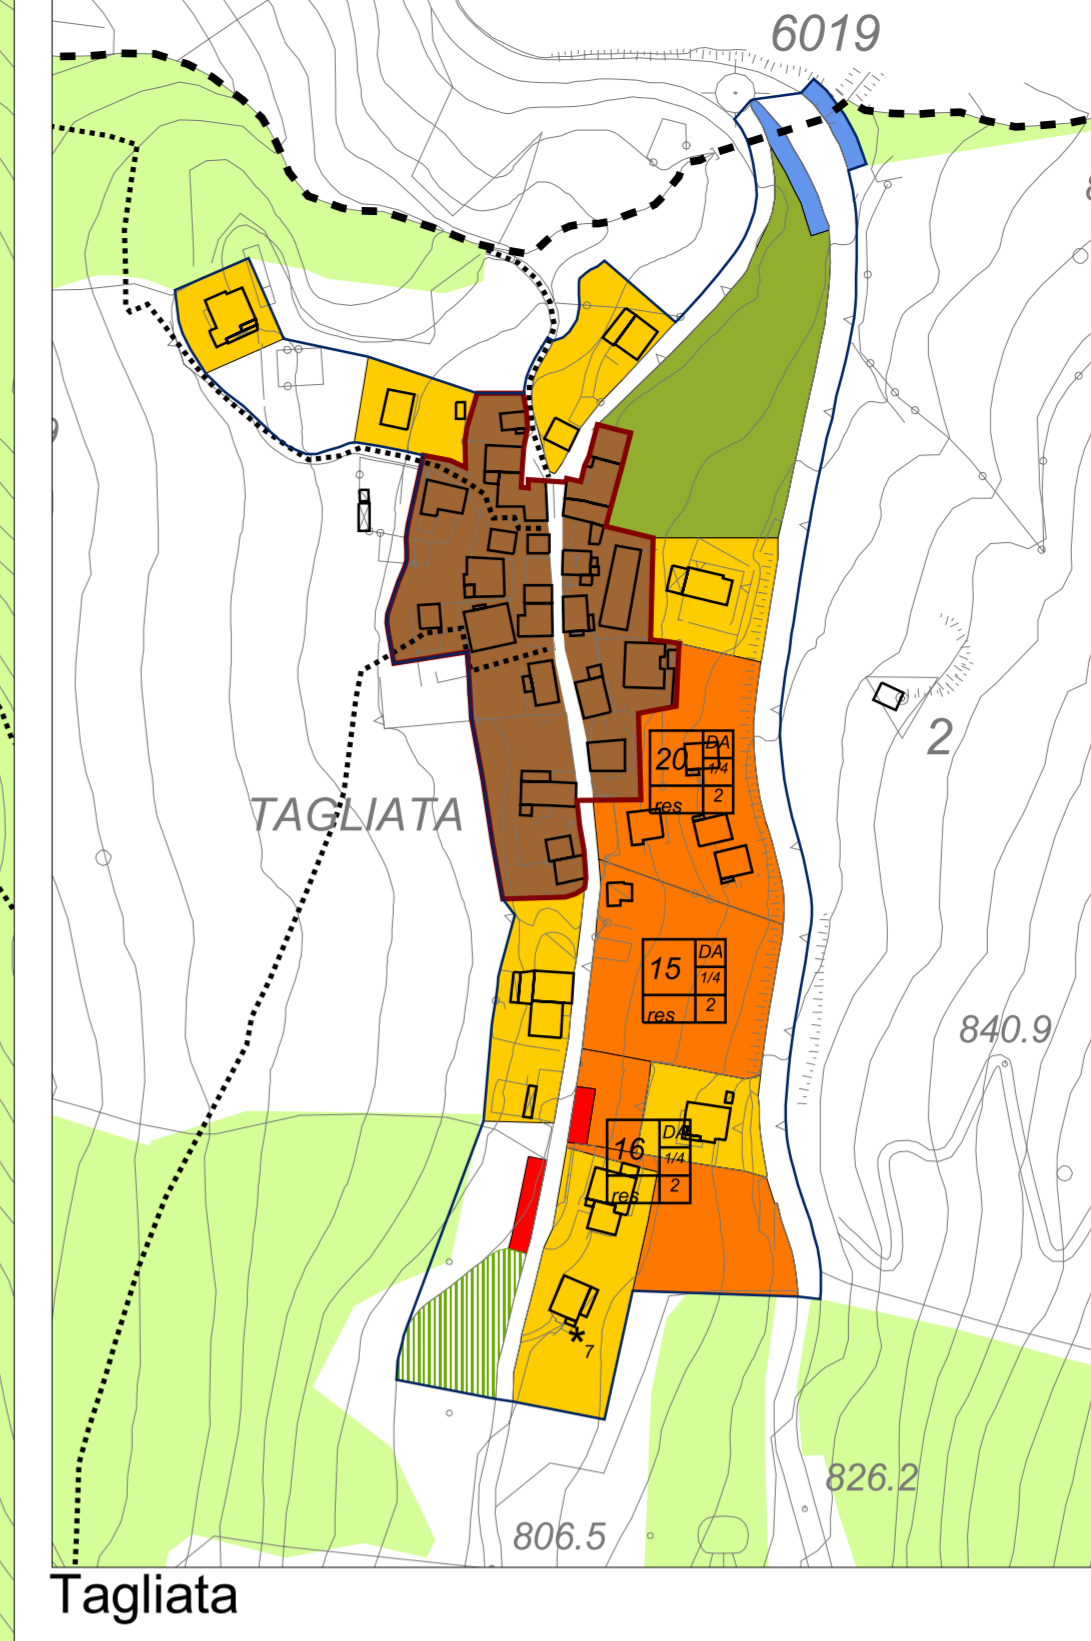 6019
TAGLIATA
20 DA
1/4
res 2
2
15 DA
1/4
res 2
840.9
16 DA
1/4
res 2
*7
826.2
806.5
Tagliata